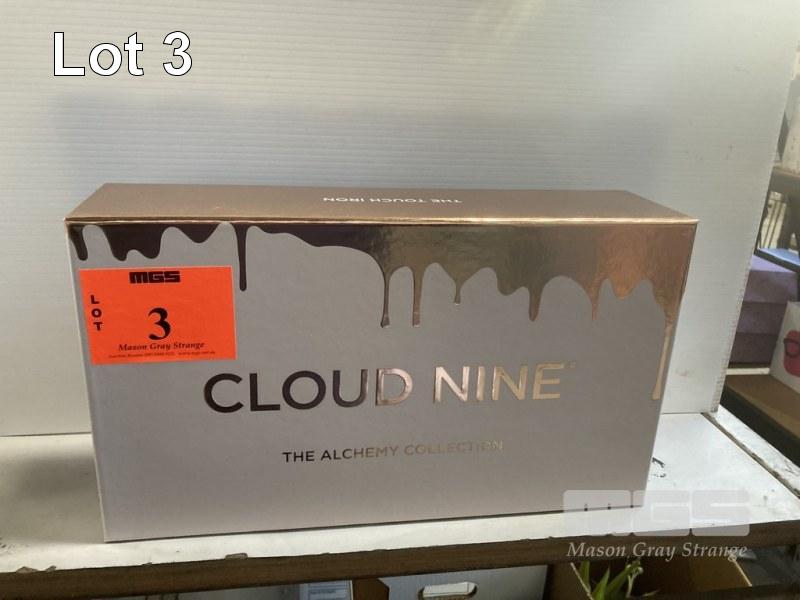 Lot 3
THE TOUCH IRON
MGS
LOT
3
Mason Gray Strange
CLOUD NINE
THE ALCHEMY COLLECTION
MGS
Mason Gray Strange